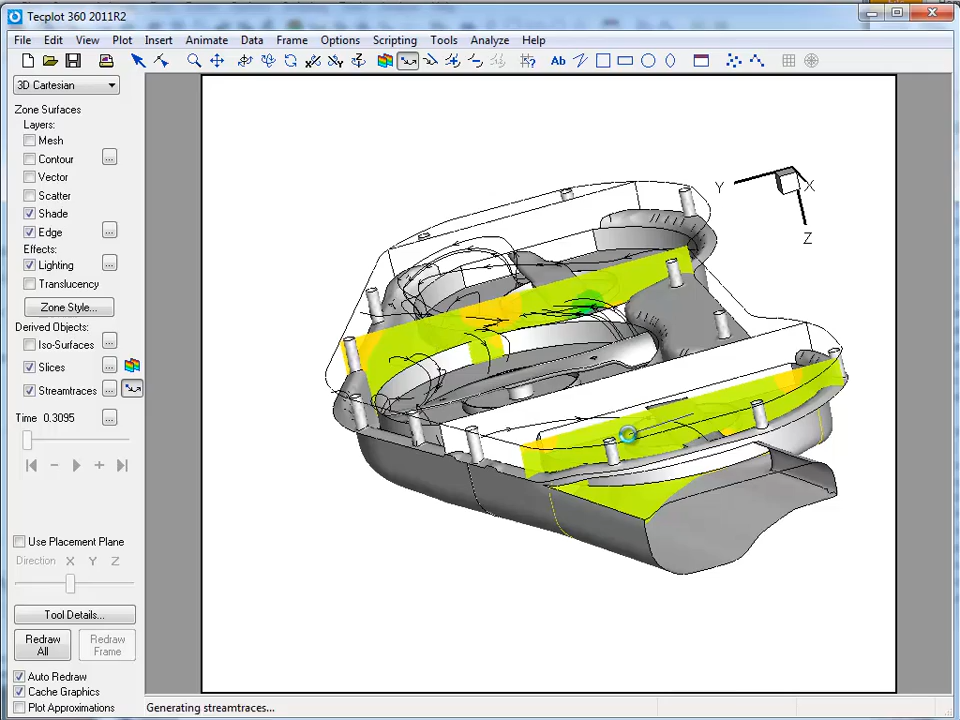 Tecplot 360 2011R2
File Edit View Plot Insert Animate Data Frame Options Scripting Tools Analyze Help
Ab
3D Cartesian
Zone Surfaces
Layers:
Mesh
Contour
Vector
Scatter
Shade
Edge
Effects:
Lighting
Translucency
Zone Style...
Derived Objects:
Iso-Surfaces
Slices
Streamtraces
Time 0.3095
Use Placement Plane
Direction X Y Z
Tool Details...
Redraw All
Redraw Frame
Auto Redraw
Cache Graphics
Plot Approximations
Y
X
Z
Generating streamtraces...